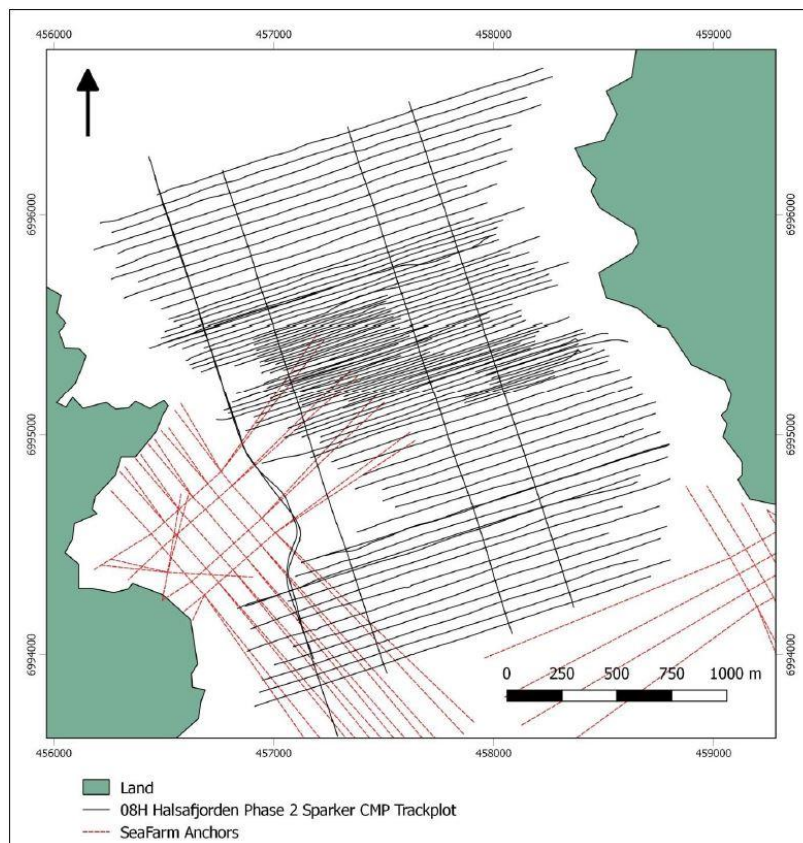 456000 457000 458000 459000
6996000 6996000
6995000 6995000
6994000 6994000
0 250 500 750 1000 m
456000 457000 458000 459000
Land
08H Halsafjorden Phase 2 Sparker CMP Trackplot
SeaFarm Anchors